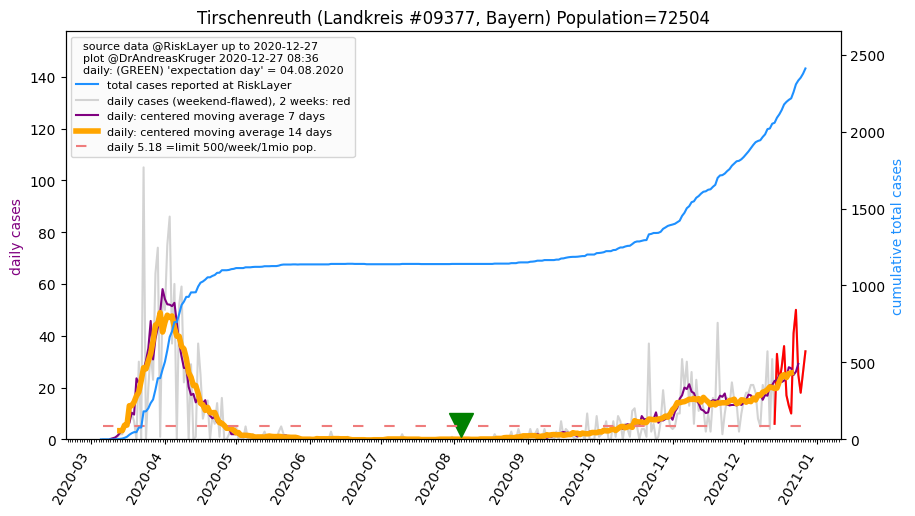 Tirschenreuth (Landkreis #09377, Bayern) Population=72504
source data @RiskLayer up to 2020-12-27
plot @DrAndreasKruger 2020-12-27 08:36
daily: (GREEN) 'expectation day' = 04.08.2020
total cases reported at RiskLayer
daily cases (weekend-flawed), 2 weeks: red
daily: centered moving average 7 days
daily: centered moving average 14 days
daily 5.18 =limit 500/week/1mio pop.
daily cases
140
120
100
80
60
40
20
0
2500
2000
1500
1000
500
0
cumulative total cases
2020-03
2020-04
2020-05
2020-06
2020-07
2020-08
2020-09
2020-10
2020-11
2020-12
2021-01